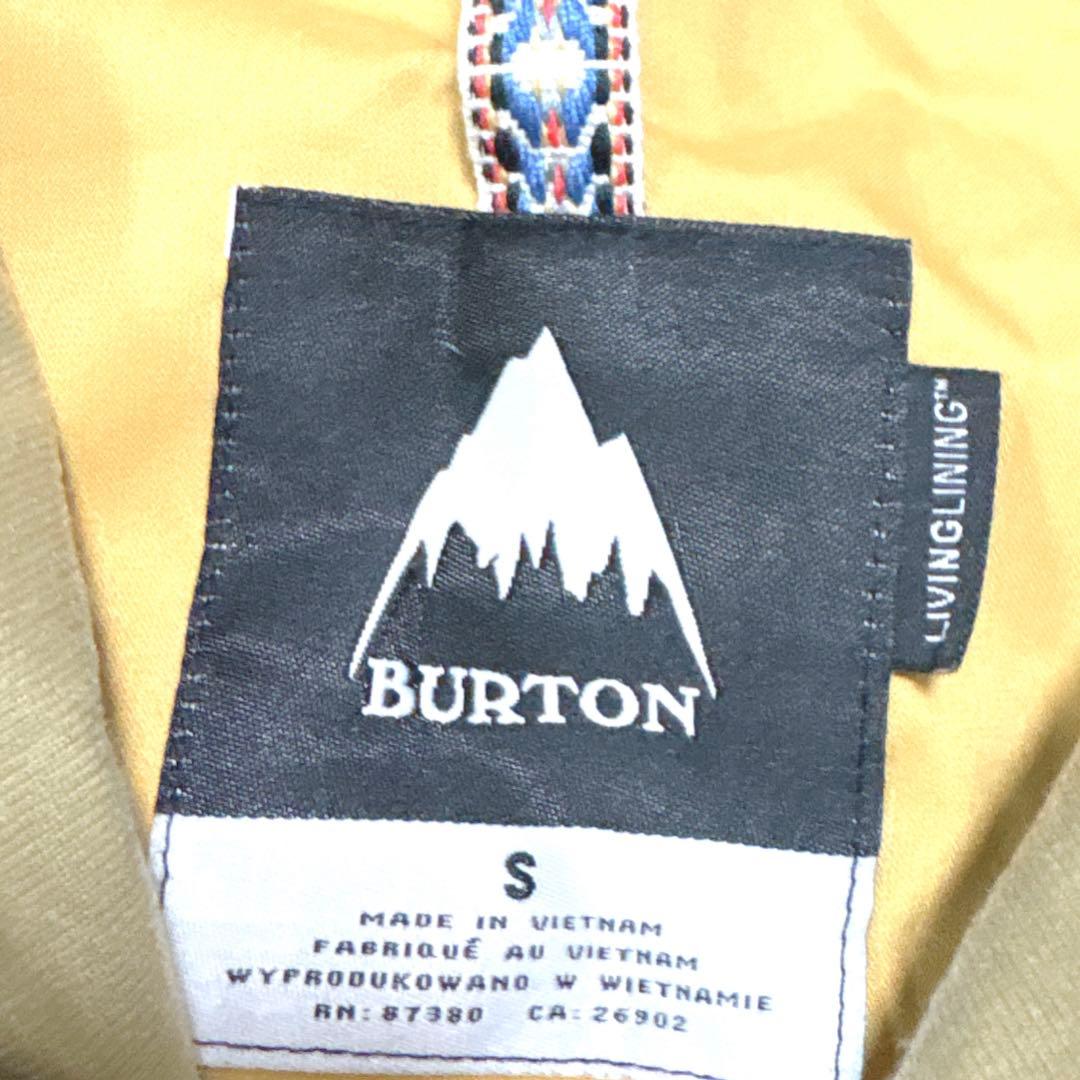 BURTON
LIVINGLINING™
S
MADE IN VIETNAM
FABRIQUÉ AU VIETNAM
WYPRODUKOWANO W WIETNAMIE
RN: 87380 CA: 26902